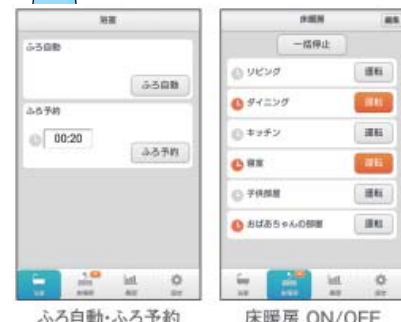 浴室
ふろ自動
ふろ自動
ふろ予約
00:20
ふろ予約
ふろ自動・ふろ予約
床暖房
編集
一括停止
リビング 運転
ダイニング 運転
キッチン 運転
寝室 運転
子供部屋 運転
おばあちゃんの部屋 運転
床暖房 ON/OFF